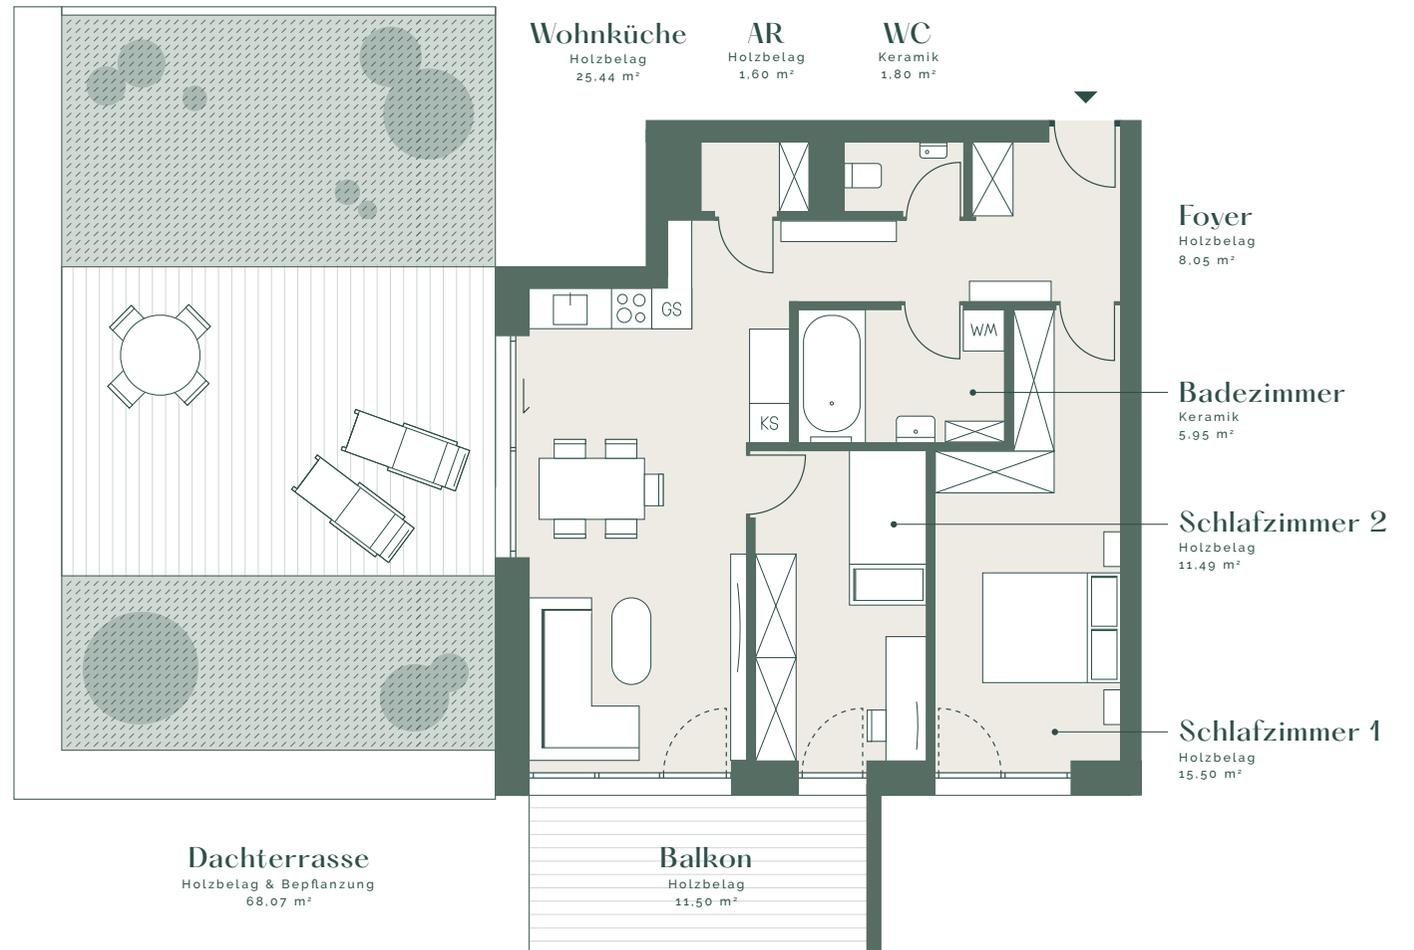 Wohnküche
Holzbelag
25,44 m²
AR
Holzbelag
1,60 m²
WC
Keramik
1,80 m²
Foyer
Holzbelag
8,05 m²
GS
WM
KS
Badezimmer
Keramik
5,95 m²
Schlafzimmer 2
Holzbelag
11,49 m²
Schlafzimmer 1
Holzbelag
15,50 m²
Dachterrasse
Holzbelag & Bepflanzung
68,07 m²
Balkon
Holzbelag
11,50 m²